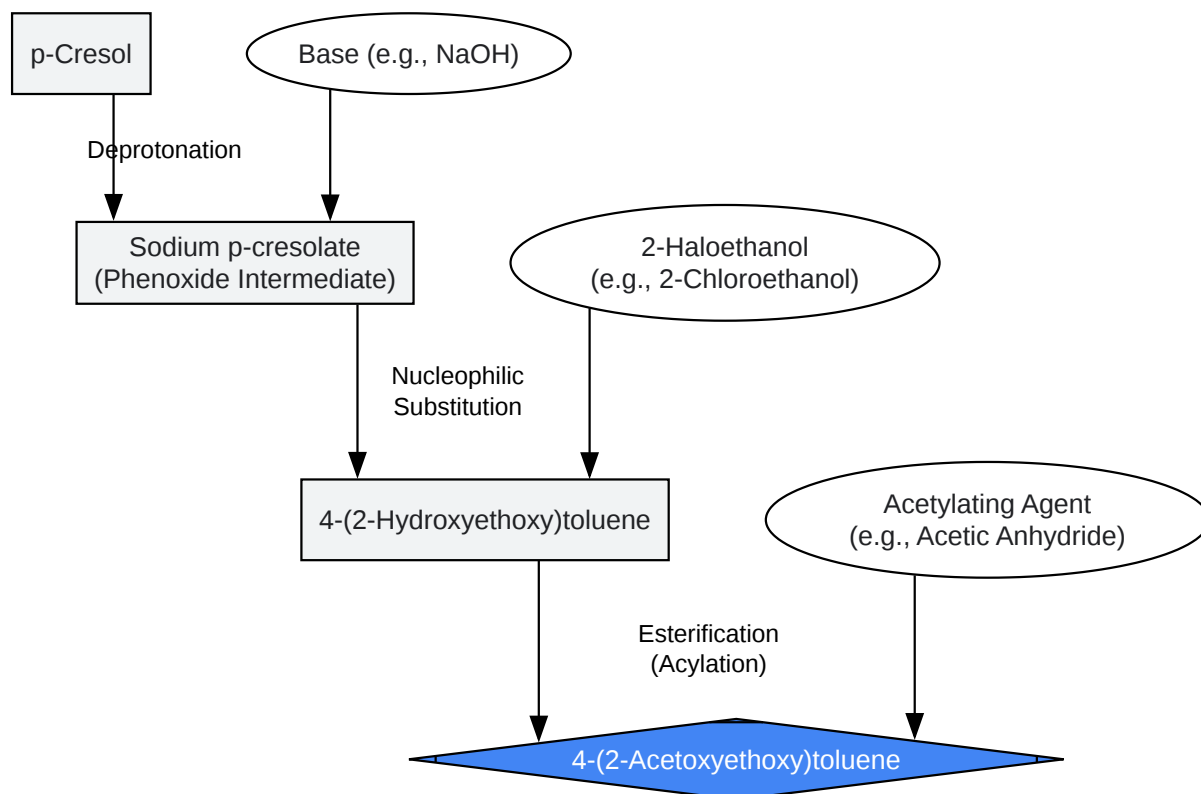 p-Cresol
Base (e.g., NaOH)
Deprotonation
Sodium p-cresolate
(Phenoxide Intermediate)
2-Haloethanol
(e.g., 2-Chloroethanol)
Nucleophilic
Substitution
4-(2-Hydroxyethoxy)toluene
Acetylating Agent
(e.g., Acetic Anhydride)
Esterification
(Acylation)
4-(2-Acetoxyethoxy)toluene